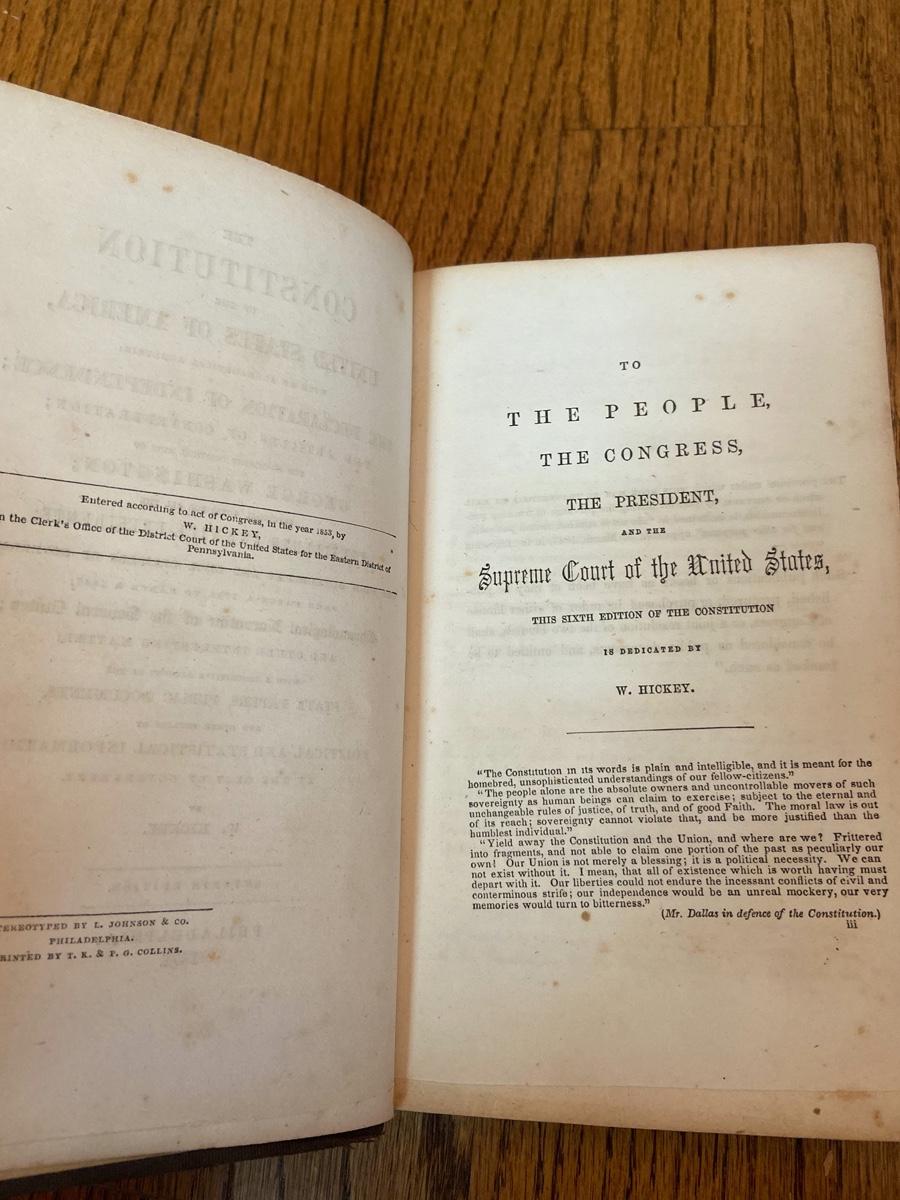 Entered according to act of Congress, in the year 1853, by
W. HICKEY,
in the Clerk's Office of the District Court of the United States for the Eastern District of
Pennsylvania.
STEREOTYPED BY L. JOHNSON & CO.
PHILADELPHIA.
PRINTED BY T. K. & P. G. COLLINS.
TO
THE PEOPLE,
THE CONGRESS,
THE PRESIDENT,
AND THE
Supreme Court of the United States,
THIS SIXTH EDITION OF THE CONSTITUTION
IS DEDICATED BY
W. HICKEY.
"The Constitution in its words is plain and intelligible, and it is meant for the
homebred, unsophisticated understandings of our fellow-citizens."
"The people alone are the absolute owners and uncontrollable movers of such
sovereignty as human beings can claim to exercise; subject to the eternal and
unchangeable rules of justice, of truth, and of good Faith. The moral law is out
of its reach; sovereignty cannot violate that, and be more justified than the
humblest individual."
"Yield away the Constitution and the Union, and where are we? Frittered
into fragments, and not able to claim one portion of the past as peculiarly our
own! Our Union is not merely a blessing; it is a political necessity. We can
not exist without it. I mean, that all of existence which is worth having must
depart with it. Our liberties could not endure the incessant conflicts of civil and
conterminous strife; our independence would be an unreal mockery, our very
memories would turn to bitterness."
(Mr. Dallas in defence of the Constitution.)
iii